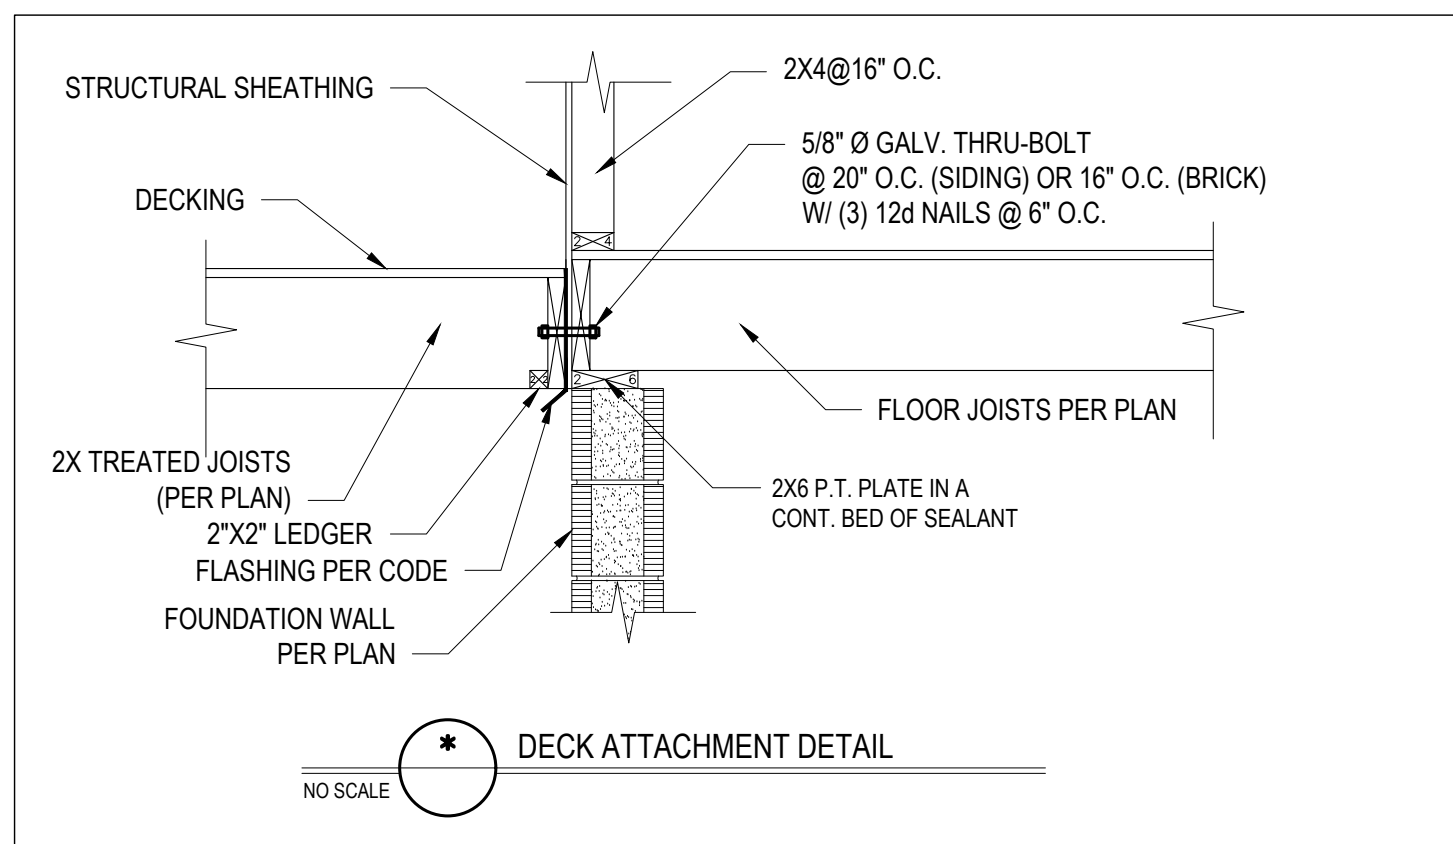 STRUCTURAL SHEATHING
2X4@16" O.C.
5/8" Ø GALV. THRU-BOLT
@ 20" O.C. (SIDING) OR 16" O.C. (BRICK)
W/ (3) 12d NAILS @ 6" O.C.
DECKING
2 4
2 2
2 6
FLOOR JOISTS PER PLAN
2X TREATED JOISTS
(PER PLAN)
2"X2" LEDGER
FLASHING PER CODE
FOUNDATION WALL
PER PLAN
2X6 P.T. PLATE IN A
CONT. BED OF SEALANT
*
DECK ATTACHMENT DETAIL
NO SCALE